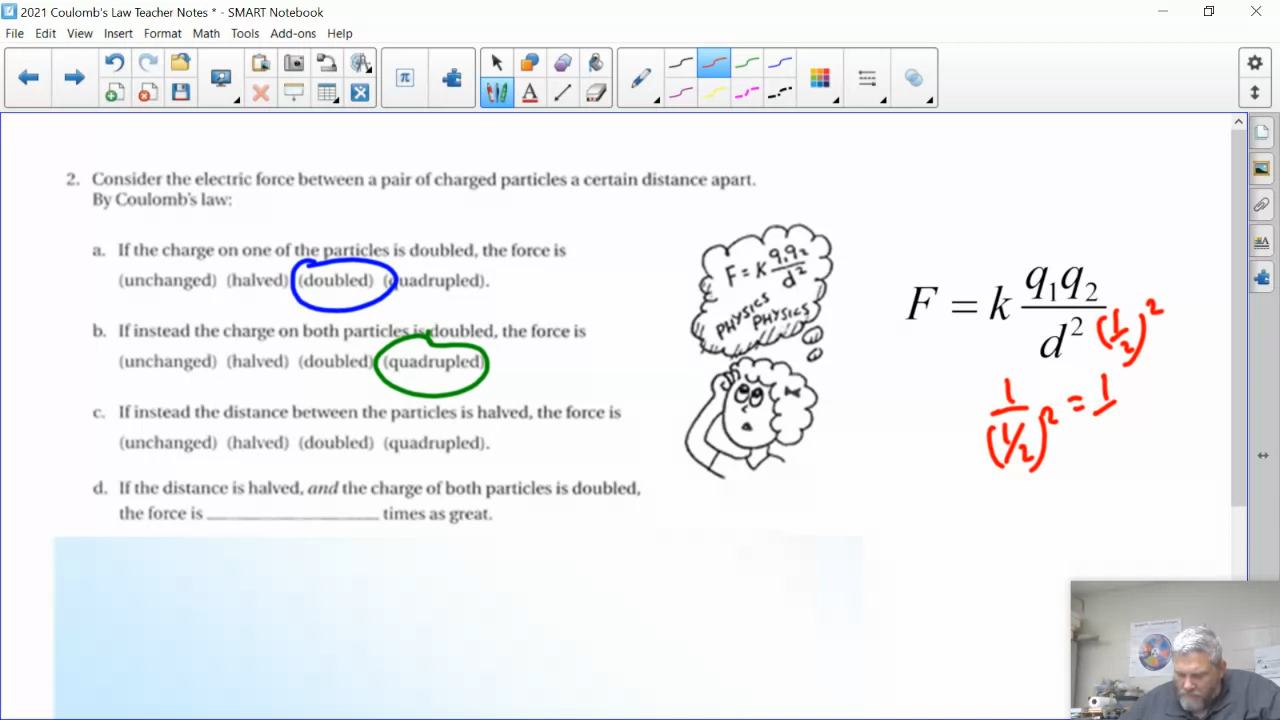 2021 Coulomb's Law Teacher Notes * - SMART Notebook
File Edit View Insert Format Math Tools Add-ons Help
2. Consider the electric force between a pair of charged particles a certain distance apart.
By Coulomb's law:
a. If the charge on one of the particles is doubled, the force is
(unchanged) (halved) (doubled) (quadrupled).
b. If instead the charge on both particles is doubled, the force is
(unchanged) (halved) (doubled) (quadrupled)
c. If instead the distance between the particles is halved, the force is
(unchanged) (halved) (doubled) (quadrupled).
d. If the distance is halved, and the charge of both particles is doubled,
the force is ____________________ times as great.
F = k q₁q₂ / d²
PHYSICS
PHYSICS
F = k q₁q₂ / d² (1/2)²
1/(1/2)² = 1